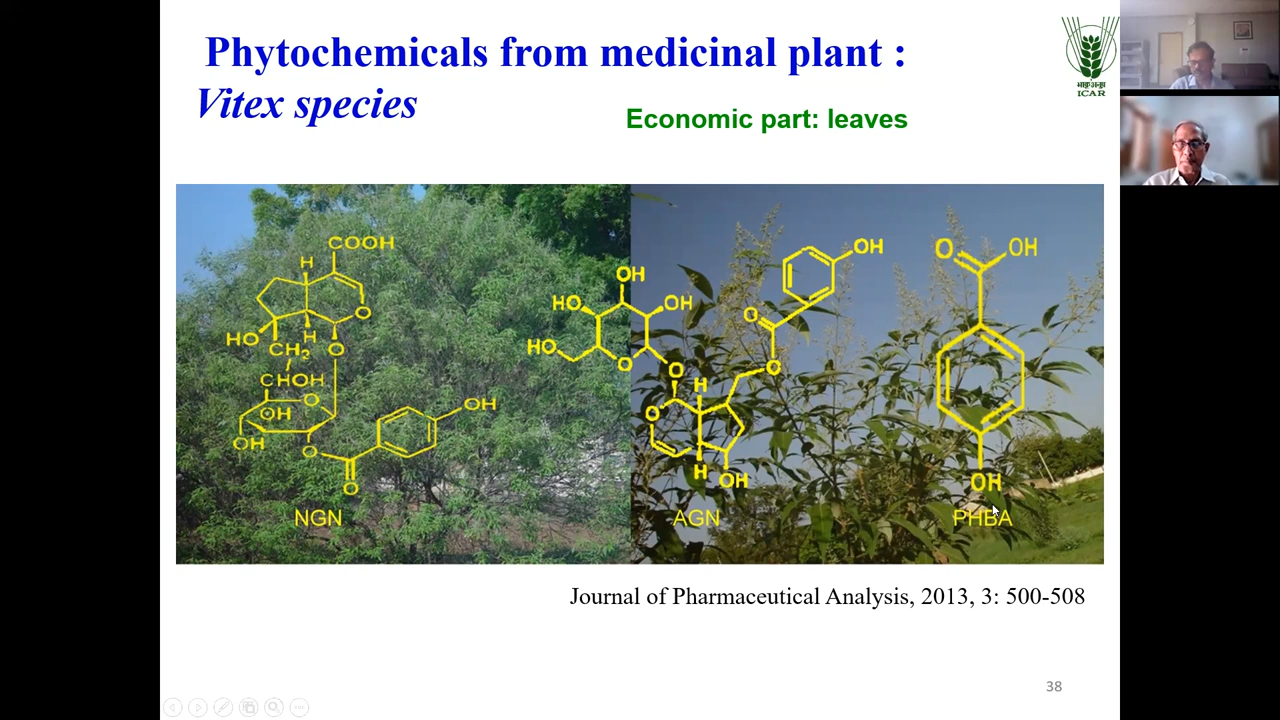 Phytochemicals from medicinal plant :
Vitex species
Economic part: leaves
ICAR
COOH
H
O
HO
H
CH2
O
CHOH
O
OH
OH
O
O
OH
NGN
OH
HO
OH
HO
O
O
H
O
H
OH
O
O
OH
AGN
O
OH
OH
PHBA
Journal of Pharmaceutical Analysis, 2013, 3: 500-508
38